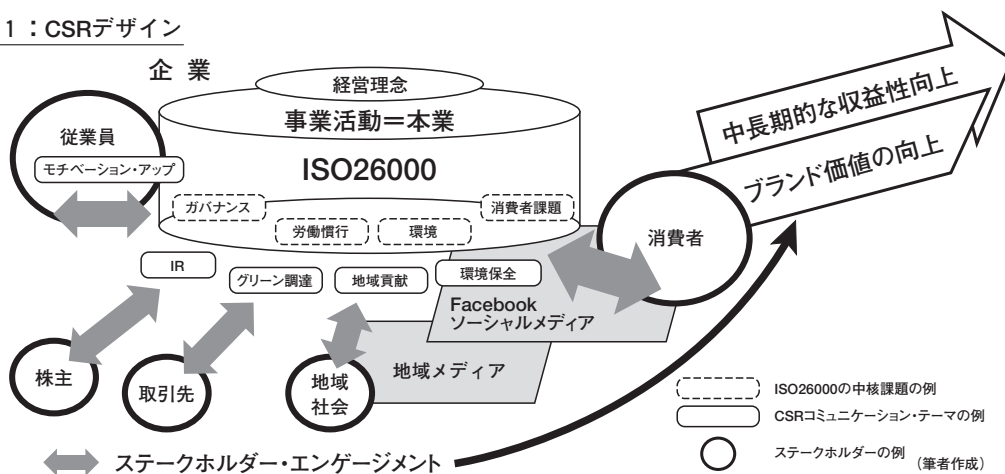 1：CSRデザイン
企 業
経営理念
事業活動＝本業
ISO26000
従業員
モチベーション・アップ
ガバナンス
消費者課題
労働慣行
環境
中長期的な収益性向上
ブランド価値の向上
消費者
IR
グリーン調達
地域貢献
環境保全
Facebook
ソーシャルメディア
地域メディア
株主
取引先
地域
社会
ISO26000の中核課題の例
CSRコミュニケーション・テーマの例
ステークホルダーの例
（筆者作成）
ステークホルダー・エンゲージメント